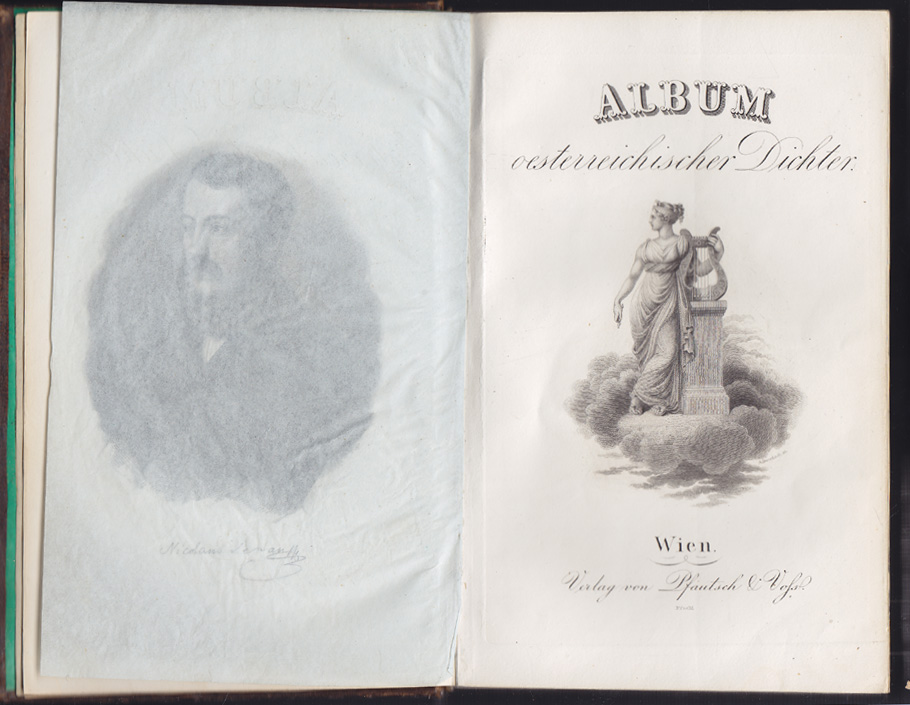 ALBUM
oesterreichischer Dichter.
Wien.
Verlag von Pfautsch & Voſs.